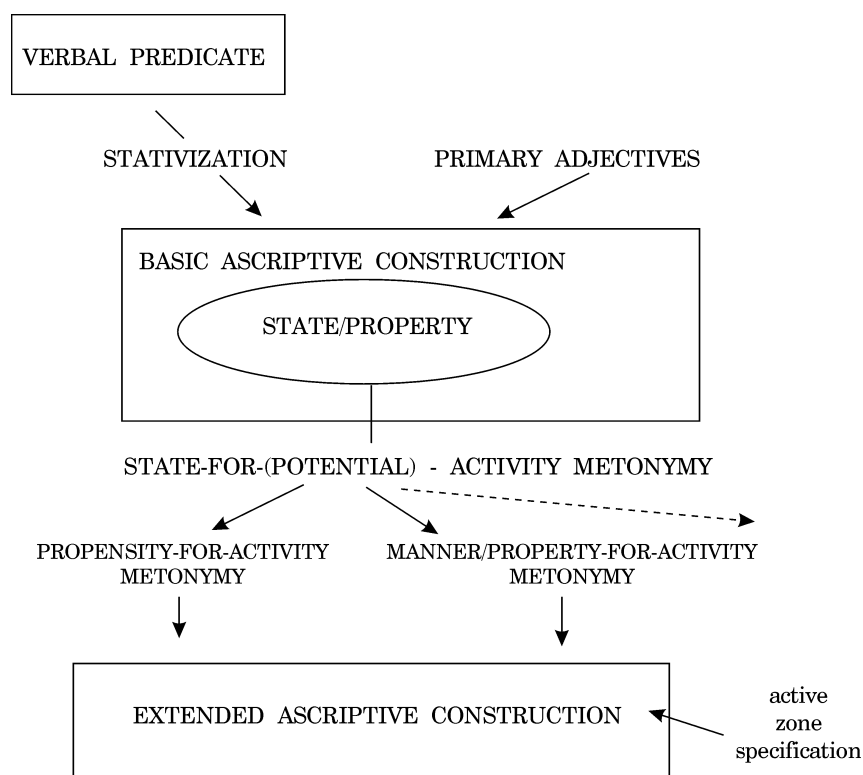 VERBAL PREDICATE
STATIVIZATION
PRIMARY ADJECTIVES
BASIC ASCRIPTIVE CONSTRUCTION
STATE/PROPERTY
STATE-FOR-(POTENTIAL) - ACTIVITY METONYMY
PROPENSITY-FOR-ACTIVITY
METONYMY
MANNER/PROPERTY-FOR-ACTIVITY
METONYMY
EXTENDED ASCRIPTIVE CONSTRUCTION
active
zone
specification